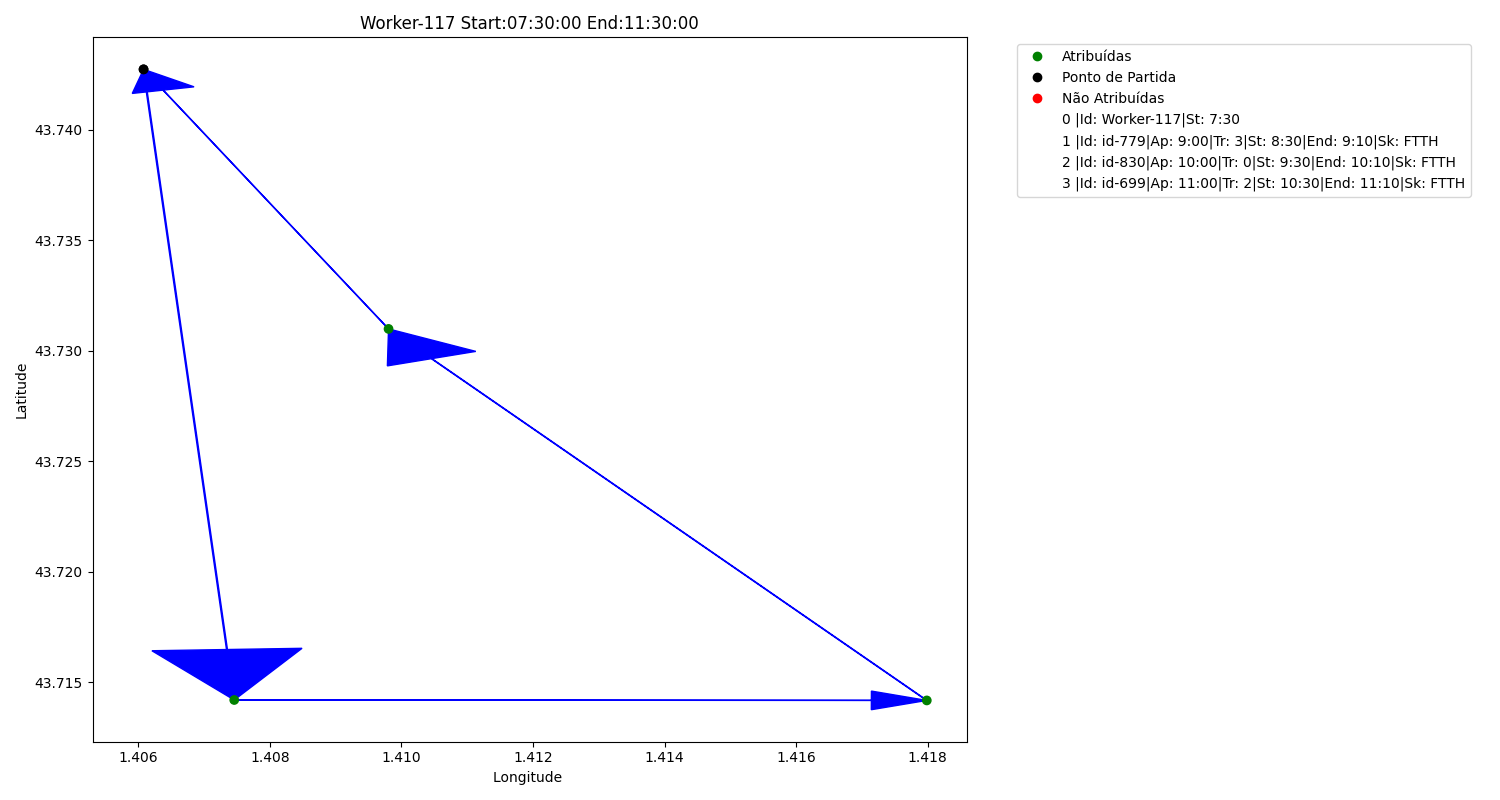 Worker-117 Start:07:30:00 End:11:30:00
43.740
43.735
43.730
43.725
43.720
43.715
Latitude
1.406 1.408 1.410 1.412 1.414 1.416 1.418
Longitude
Atribuídas
Ponto de Partida
Não Atribuídas
0 |Id: Worker-117|St: 7:30
1 |Id: id-779|Ap: 9:00|Tr: 3|St: 8:30|End: 9:10|Sk: FTTH
2 |Id: id-830|Ap: 10:00|Tr: 0|St: 9:30|End: 10:10|Sk: FTTH
3 |Id: id-699|Ap: 11:00|Tr: 2|St: 10:30|End: 11:10|Sk: FTTH